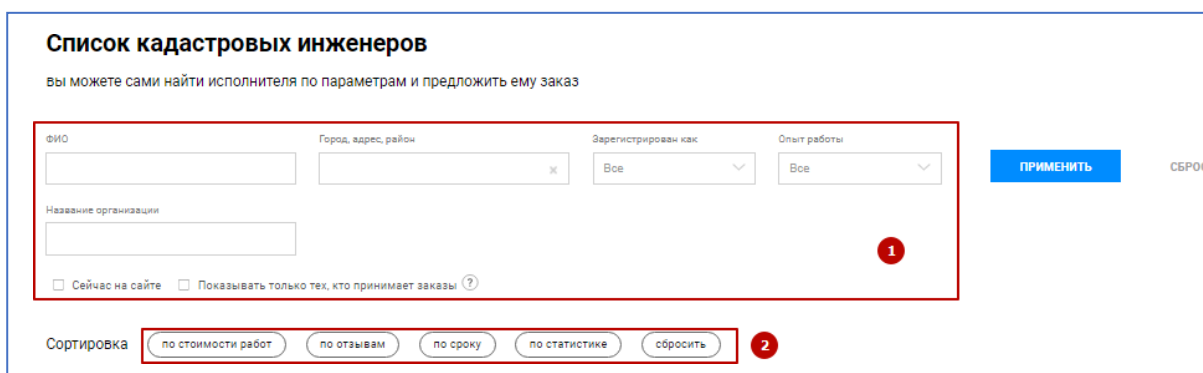 Список кадастровых инженеров
вы можете сами найти исполнителя по параметрам и предложить ему заказ
ФИО Город, адрес, район Зарегистрирован как Опыт работы
× Все Все ПРИМЕНИТЬ СБРОС
Название организации
1
Сейчас на сайте Показывать только тех, кто принимает заказы ?
Сортировка по стоимости работ по отзывам по сроку по статистике сбросить 2